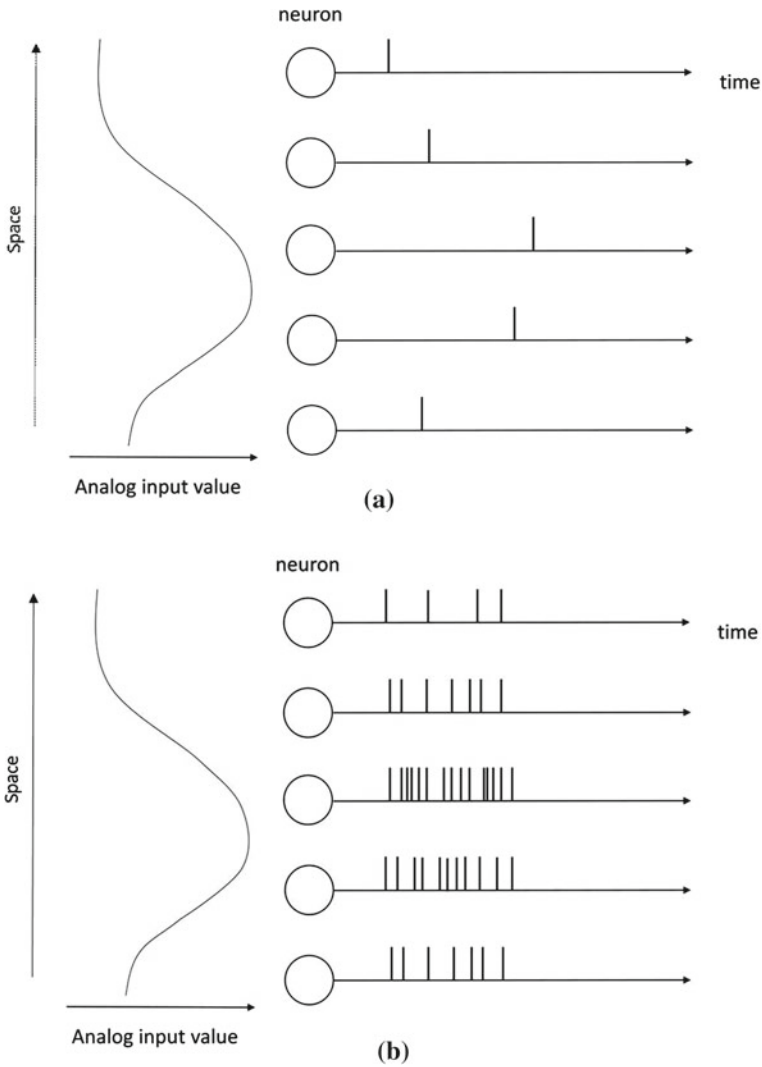 neuron
time
Space
Analog input value
(a)
neuron
time
Space
Analog input value
(b)